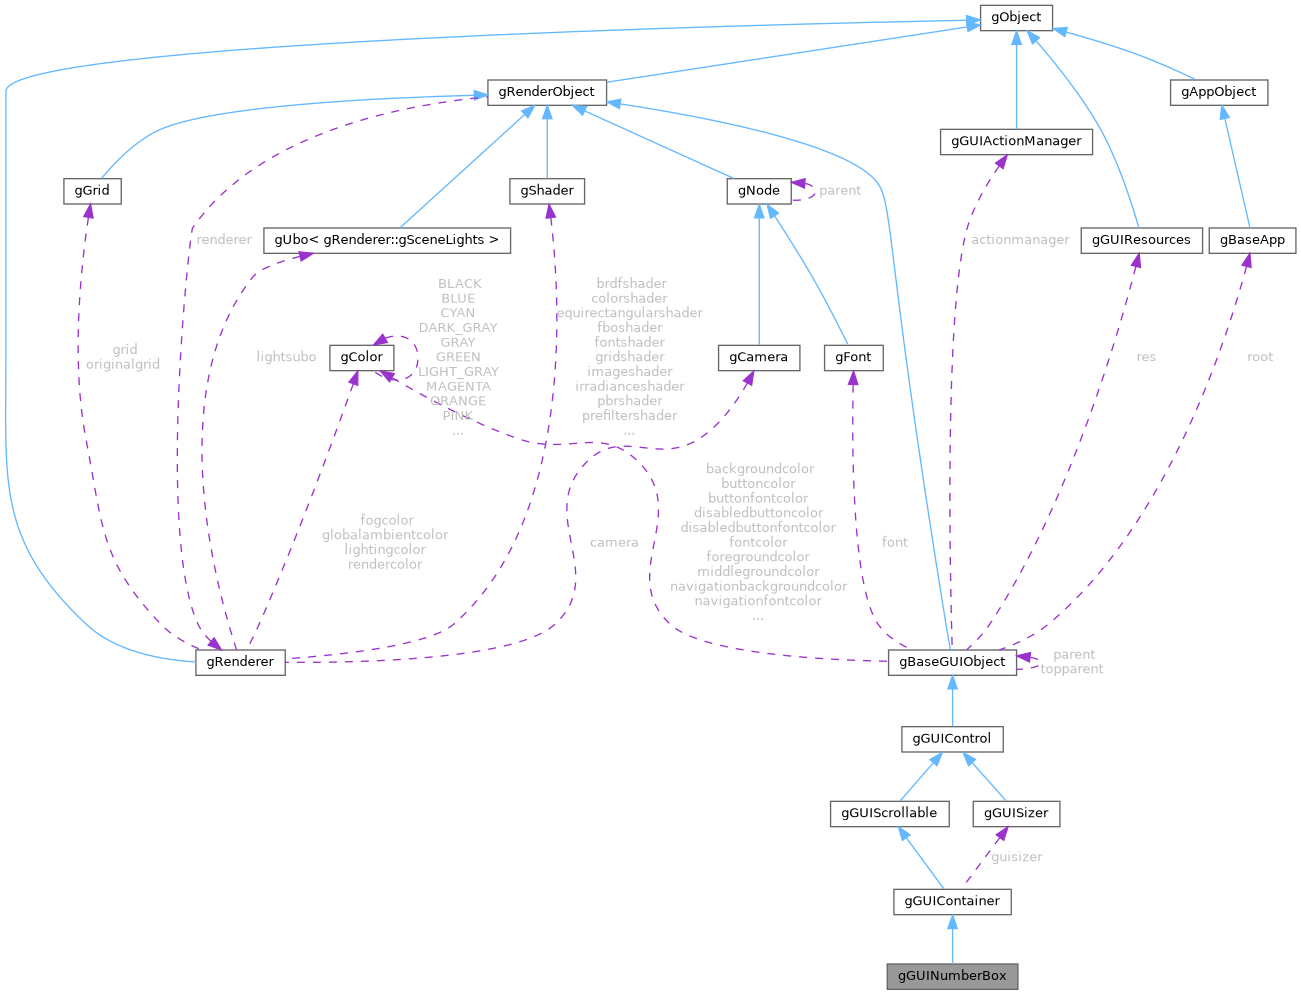 gObject
gRenderObject
gAppObject
gGUIActionManager
gGrid
gShader
gNode
parent
renderer
gUbo< gRenderer::gSceneLights >
actionmanager
gGUIResources
gBaseApp
BLACK
BLUE
CYAN
DARK_GRAY
GRAY
GREEN
LIGHT_GRAY
MAGENTA
ORANGE
PINK
...
brdfshader
colorshader
equirectangularshader
fboshader
fontshader
gridshader
imageshader
irradianceshader
pbrshader
prefiltershader
...
grid
originalgrid
lightsubo
gColor
gCamera
gFont
res
root
backgroundcolor
buttoncolor
buttonfontcolor
disabledbuttoncolor
disabledbuttonfontcolor
fontcolor
foregroundcolor
middlegroundcolor
navigationbackgroundcolor
navigationfontcolor
...
fogcolor
globalambientcolor
lightingcolor
rendercolor
camera
font
gRenderer
gBaseGUIObject
parent
topparent
gGUIControl
gGUIScrollable
gGUISizer
guisizer
gGUIContainer
gGUINumberBox